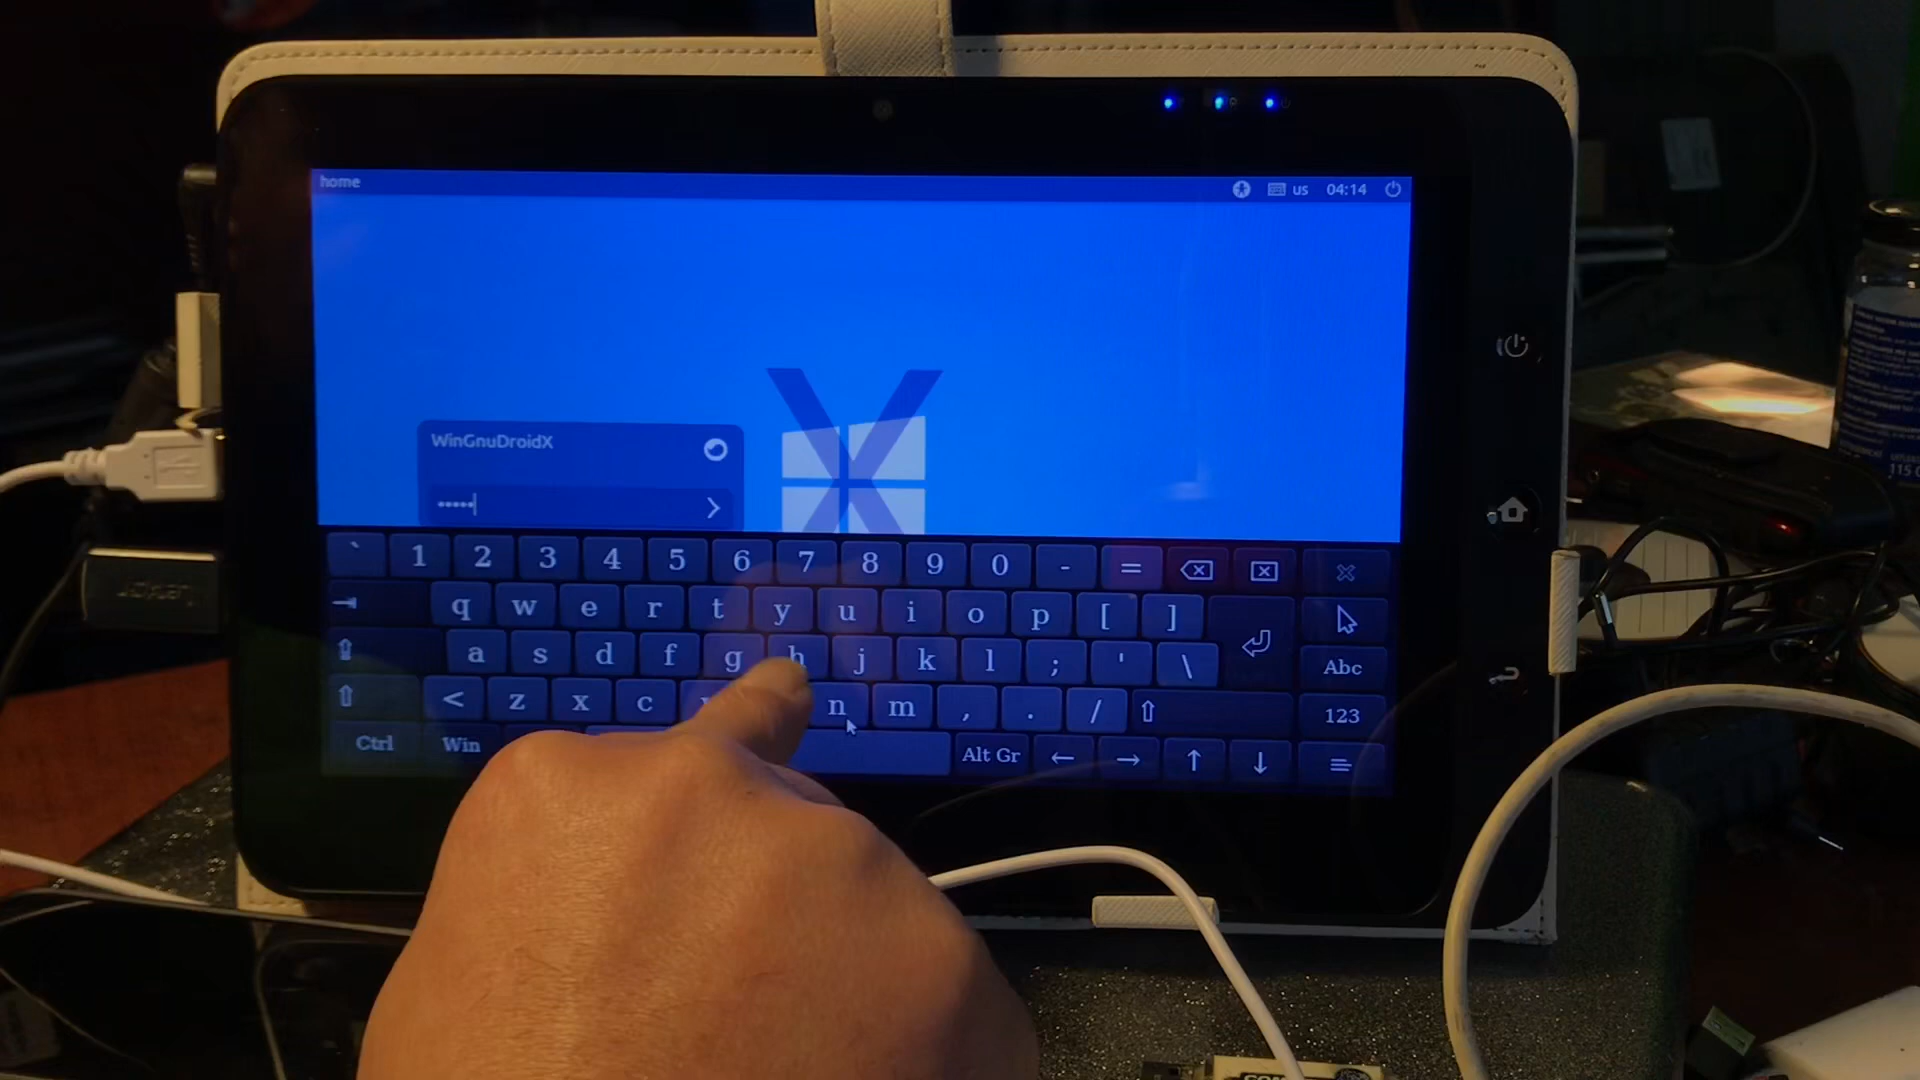 home
us 04:14
WinGnuDroidX
` 1 2 3 4 5 6 7 8 9 0 - =
q w e r t y u i o p [ ]
a s d f g h j k l ; ' \ Abc
< z x c n m , . / 123
Ctrl Win Alt Gr
115